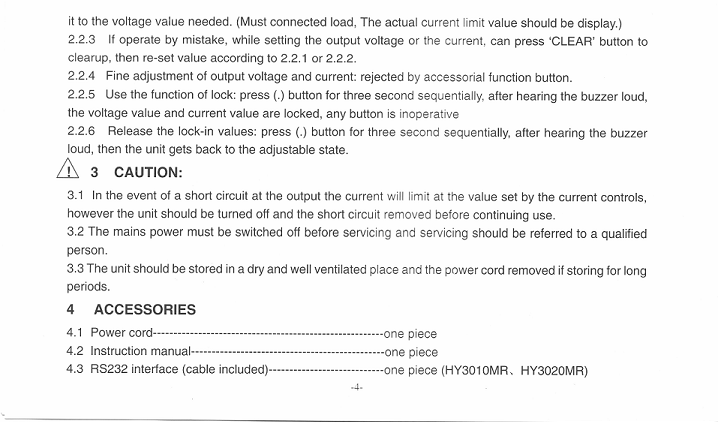 it to the voltage value needed. (Must connected load, The actual current limit value should be display.)
2.2.3 If operate by mistake, while setting the output voltage or the current, can press ‘CLEAR’ button to
clearup, then re-set value according to 2.2.1 or 2.2.2.
2.2.4 Fine adjustment of output voltage and current: rejected by accessorial function button.
2.2.5 Use the function of lock: press (.) button for three second sequentially, after hearing the buzzer loud,
the voltage value and current value are locked, any button is inoperative
2.2.6 Release the lock-in values: press (.) button for three second sequentially, after hearing the buzzer
loud, then the unit gets back to the adjustable state.
! 3 CAUTION:
3.1 In the event of a short circuit at the output the current will limit at the value set by the current controls,
however the unit should be turned off and the short circuit removed before continuing use.
3.2 The mains power must be switched off before servicing and servicing should be referred to a qualified
person.
3.3 The unit should be stored in a dry and well ventilated place and the power cord removed if storing for long
periods.
4 ACCESSORIES
4.1 Power cord--------------------------------------------------------one piece
4.2 Instruction manual-----------------------------------------------one piece
4.3 RS232 interface (cable included)----------------------------one piece (HY3010MR、HY3020MR)
-4-